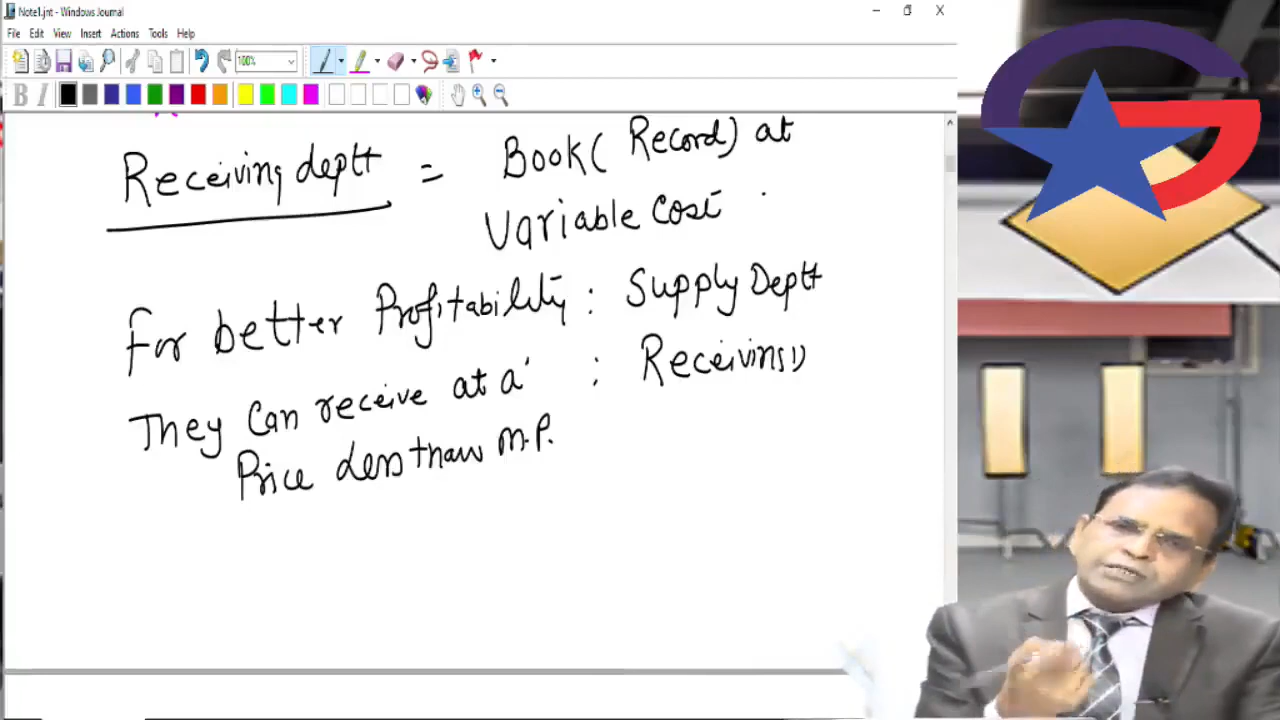 Note1.jnt - Windows Journal
File Edit View Insert Actions Tools Help
100%
B I
Receiving deptt = Book( Record) at
Variable cost
For better Profitability : Supply Deptt
: Receiving))
They Can receive at a
Price less than M.P.